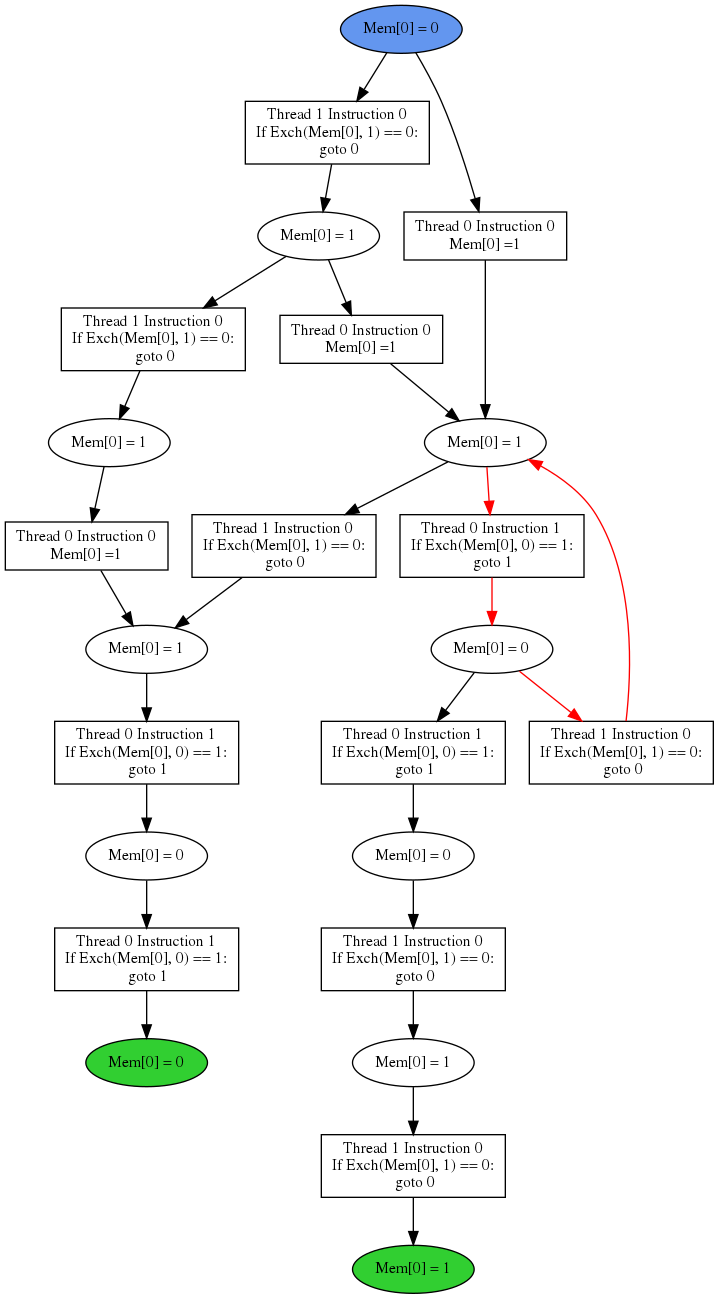 Mem[0] = 0
Thread 1 Instruction 0
If Exch(Mem[0], 1) == 0:
goto 0
Mem[0] = 1
Thread 0 Instruction 0
Mem[0] =1
Thread 1 Instruction 0
If Exch(Mem[0], 1) == 0:
goto 0
Thread 0 Instruction 0
Mem[0] =1
Mem[0] = 1
Mem[0] = 1
Thread 0 Instruction 0
Mem[0] =1
Thread 1 Instruction 0
If Exch(Mem[0], 1) == 0:
goto 0
Thread 0 Instruction 1
If Exch(Mem[0], 0) == 1:
goto 1
Mem[0] = 1
Mem[0] = 0
Thread 0 Instruction 1
If Exch(Mem[0], 0) == 1:
goto 1
Thread 0 Instruction 1
If Exch(Mem[0], 0) == 1:
goto 1
Thread 1 Instruction 0
If Exch(Mem[0], 1) == 0:
goto 0
Mem[0] = 0
Mem[0] = 0
Thread 0 Instruction 1
If Exch(Mem[0], 0) == 1:
goto 1
Thread 1 Instruction 0
If Exch(Mem[0], 1) == 0:
goto 0
Mem[0] = 0
Mem[0] = 1
Thread 1 Instruction 0
If Exch(Mem[0], 1) == 0:
goto 0
Mem[0] = 1